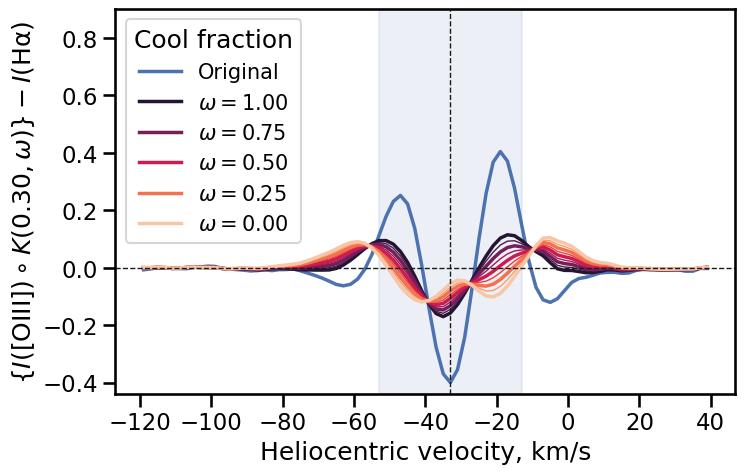 {I([OIII]) ∘ K(0.30, ω)} − I(Hα)
0.8
0.6
0.4
0.2
0.0
−0.2
−0.4
Cool fraction
Original
ω = 1.00
ω = 0.75
ω = 0.50
ω = 0.25
ω = 0.00
−120 −100 −80 −60 −40 −20 0 20 40
Heliocentric velocity, km/s